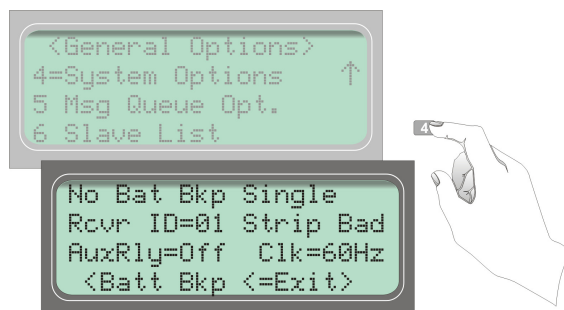 <General Options>
4=System Options ↑
5 Msg Queue Opt.
6 Slave List
4
No Bat Bkp Single
Rcvr ID=01 Strip Bad
AuxRly=Off Clk=60Hz
<Batt Bkp <=Exit>